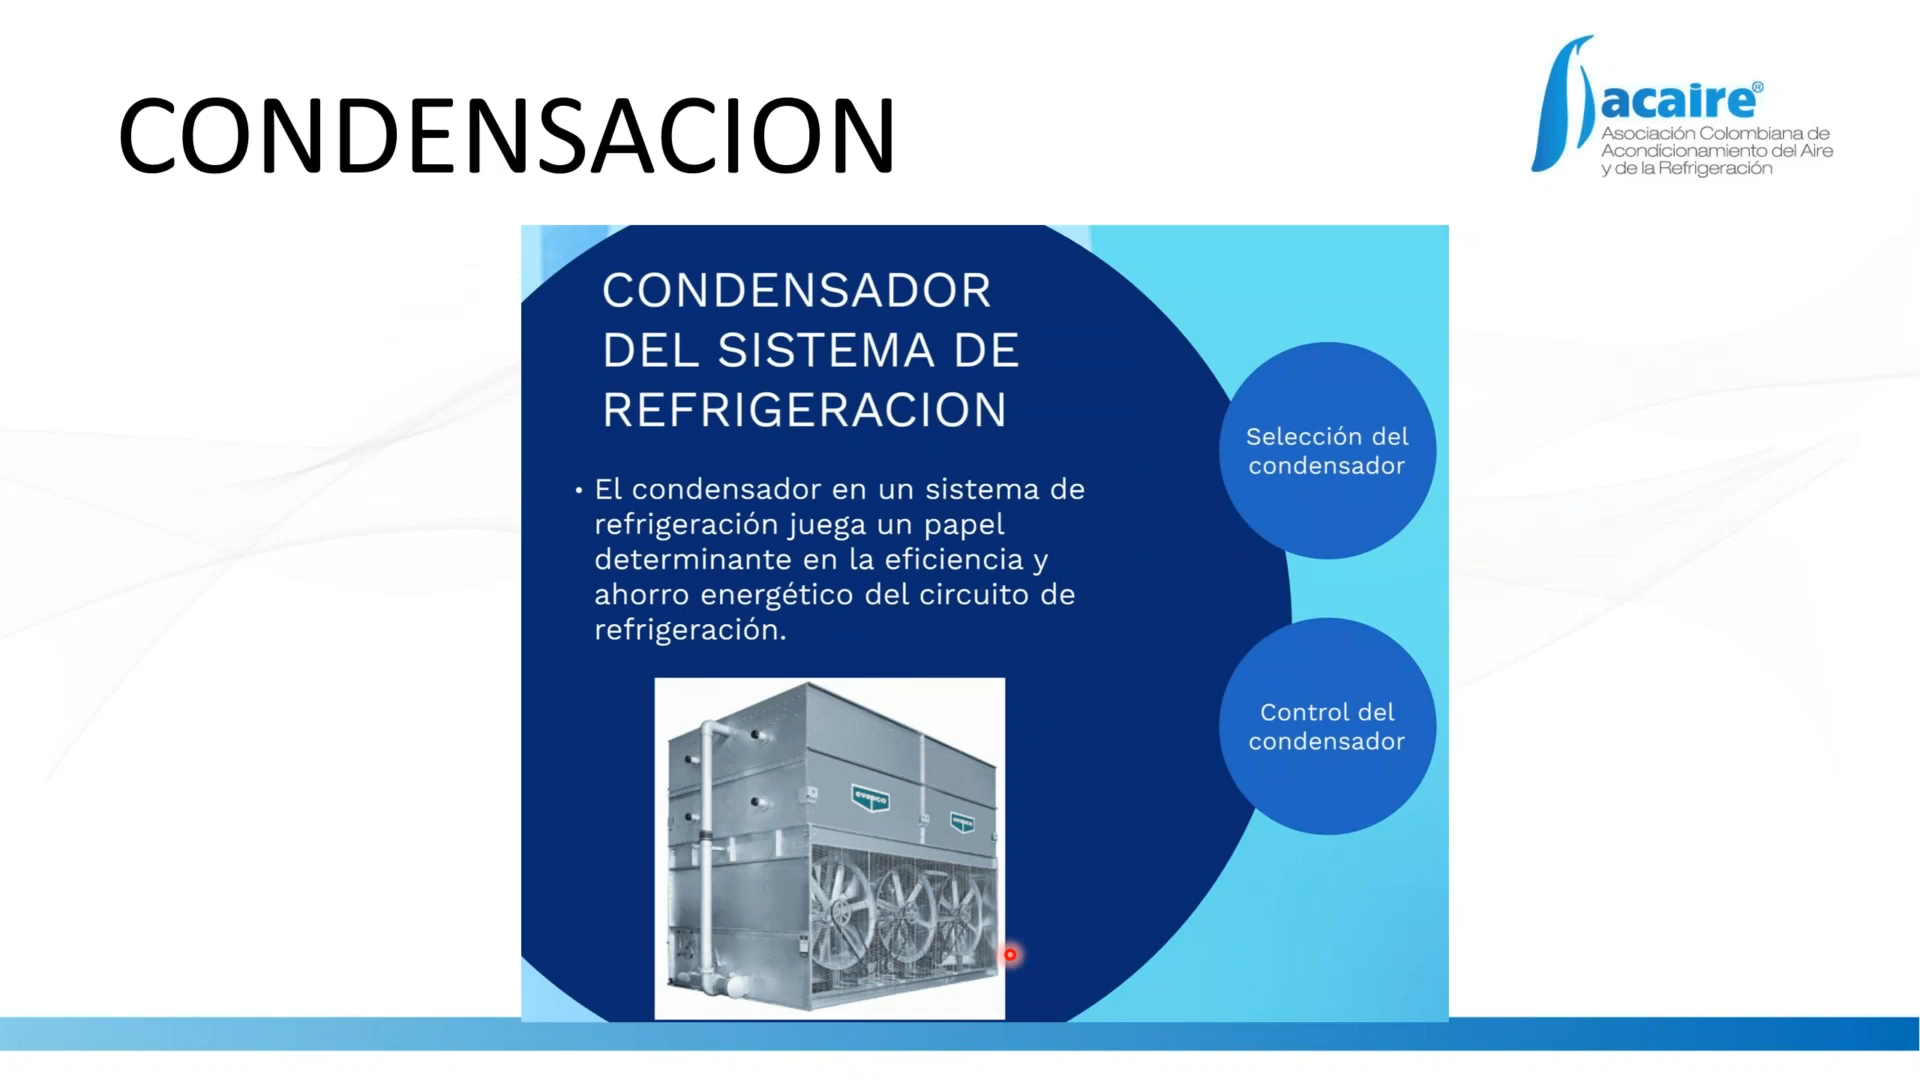 CONDENSACION
acaire®
Asociación Colombiana de
Acondicionamiento del Aire
y de la Refrigeración
CONDENSADOR
DEL SISTEMA DE
REFRIGERACION
• El condensador en un sistema de
refrigeración juega un papel
determinante en la eficiencia y
ahorro energético del circuito de
refrigeración.
Selección del
condensador
Control del
condensador
evapco
evapco